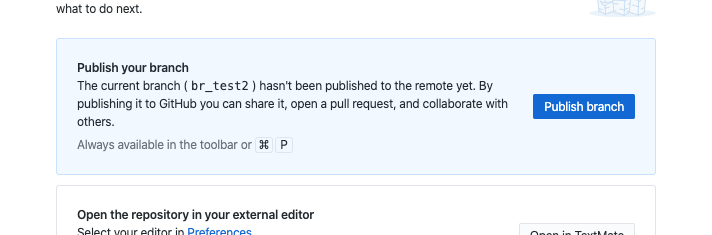 what to do next.
Publish your branch
The current branch ( br_test2 ) hasn't been published to the remote yet. By
publishing it to GitHub you can share it, open a pull request, and collaborate with
others.
Publish branch
Always available in the toolbar or ⌘ P
Open the repository in your external editor
Select your editor in Preferences
Open in TextMate